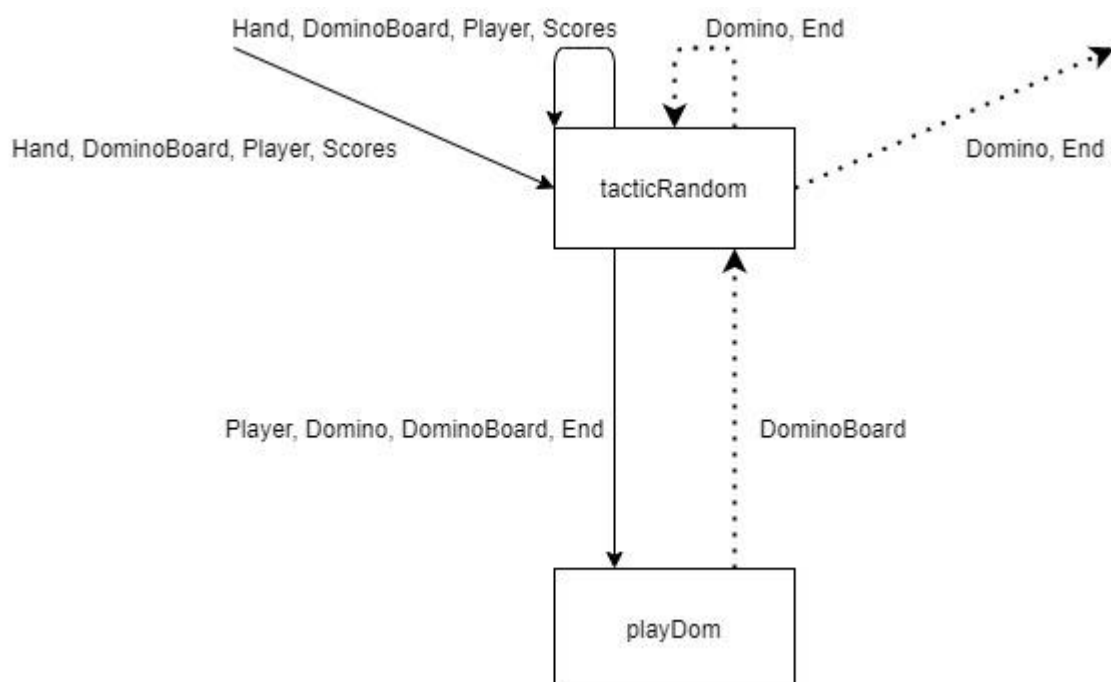 Hand, DominoBoard, Player, Scores
Domino, End
Hand, DominoBoard, Player, Scores
Domino, End
tacticRandom
Player, Domino, DominoBoard, End
DominoBoard
playDom